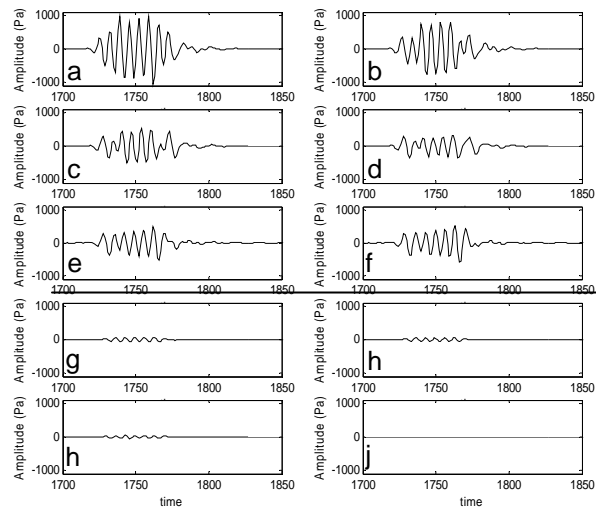 Amplitude (Pa) 1000 0 -1000 a 1700 1750 1800 1850
Amplitude (Pa) 1000 0 -1000 b 1700 1750 1800 1850
Amplitude (Pa) 1000 0 -1000 c 1700 1750 1800 1850
Amplitude (Pa) 1000 0 -1000 d 1700 1750 1800 1850
Amplitude (Pa) 1000 0 -1000 e 1700 1750 1800 1850
Amplitude (Pa) 1000 0 -1000 f 1700 1750 1800 1850
Amplitude (Pa) 1000 0 -1000 g 1700 1750 1800 1850
Amplitude (Pa) 1000 0 -1000 h 1700 1750 1800 1850
Amplitude (Pa) 1000 0 -1000 h 1700 1750 1800 1850
time
Amplitude (Pa) 1000 0 -1000 j 1700 1750 1800 1850
time